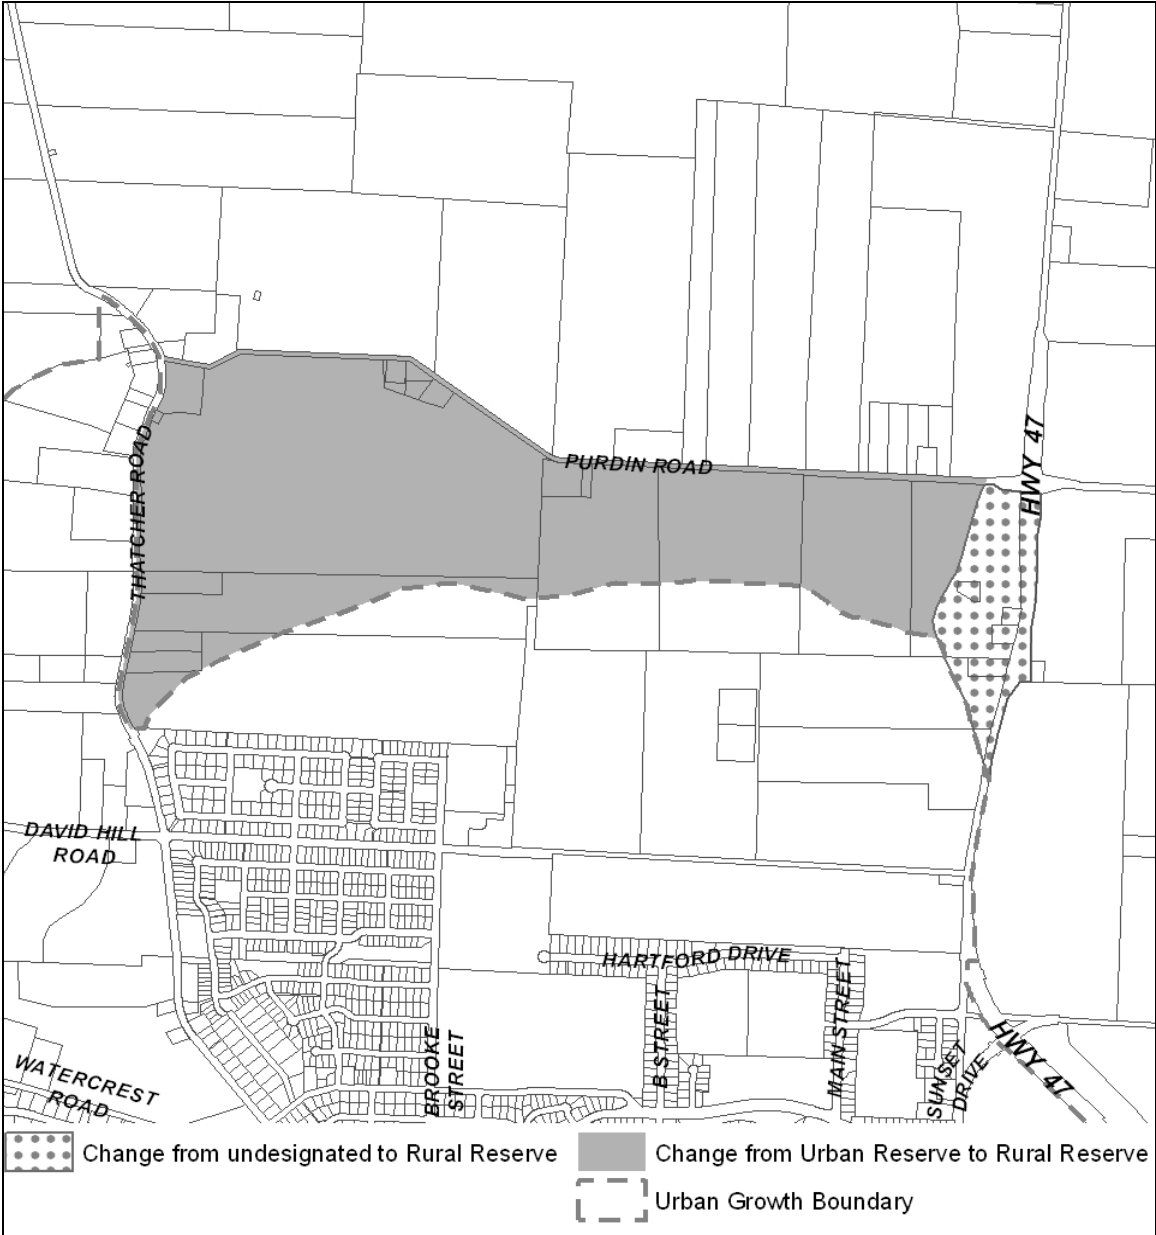 PURDIN ROAD
HWY 47
THATCHER ROAD
DAVID HILL
ROAD
HARTFORD DRIVE
B STREET
MAIN STREET
BROOKE
STREET
SUNSET
DRIVE
HWY 47
WATERCREST
ROAD
Change from undesignated to Rural Reserve
Change from Urban Reserve to Rural Reserve
Urban Growth Boundary